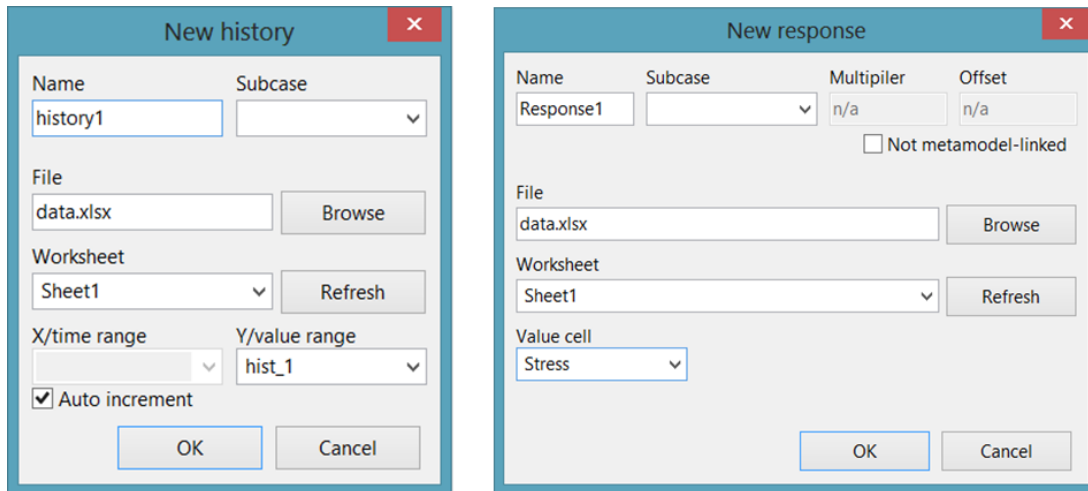 New history
Name Subcase
history1
File
data.xlsx Browse
Worksheet
Sheet1 Refresh
X/time range Y/value range
hist_1
Auto increment
OK Cancel
New response
Name Subcase Multipiler Offset
Response1 n/a n/a
Not metamodel-linked
File
data.xlsx Browse
Worksheet
Sheet1 Refresh
Value cell
Stress
OK Cancel